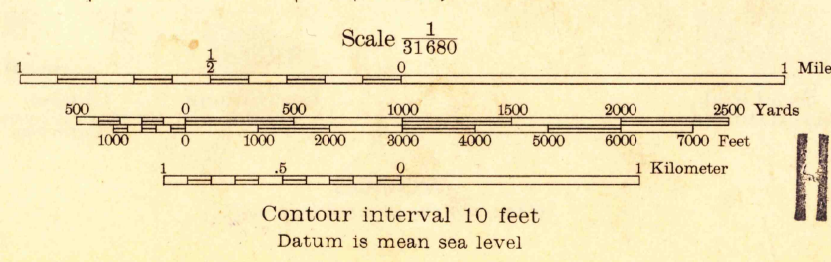 Scale 1/31680
1 1/2 0 1 Mile
500 0 500 1000 1500 2000 2500 Yards
1000 0 1000 2000 3000 4000 5000 6000 7000 Feet
1 .5 0 1 Kilometer
Contour interval 10 feet
Datum is mean sea level